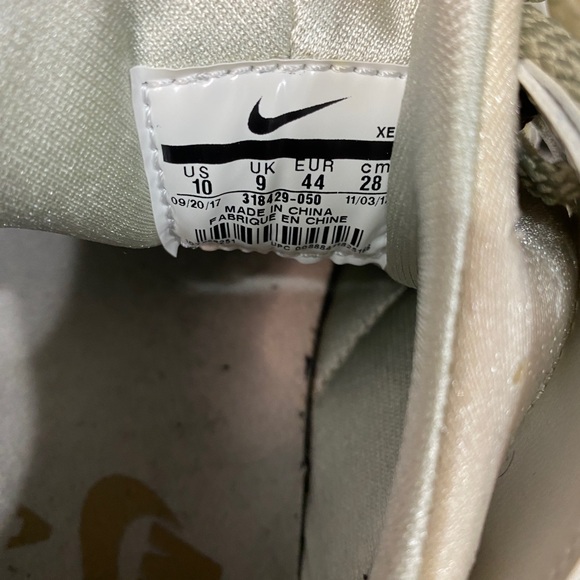 XE
US UK EUR cm
10 9 44 28
09/20/17 318429-050 11/03/1
MADE IN CHINA
FABRIQUE EN CHINE
UPC